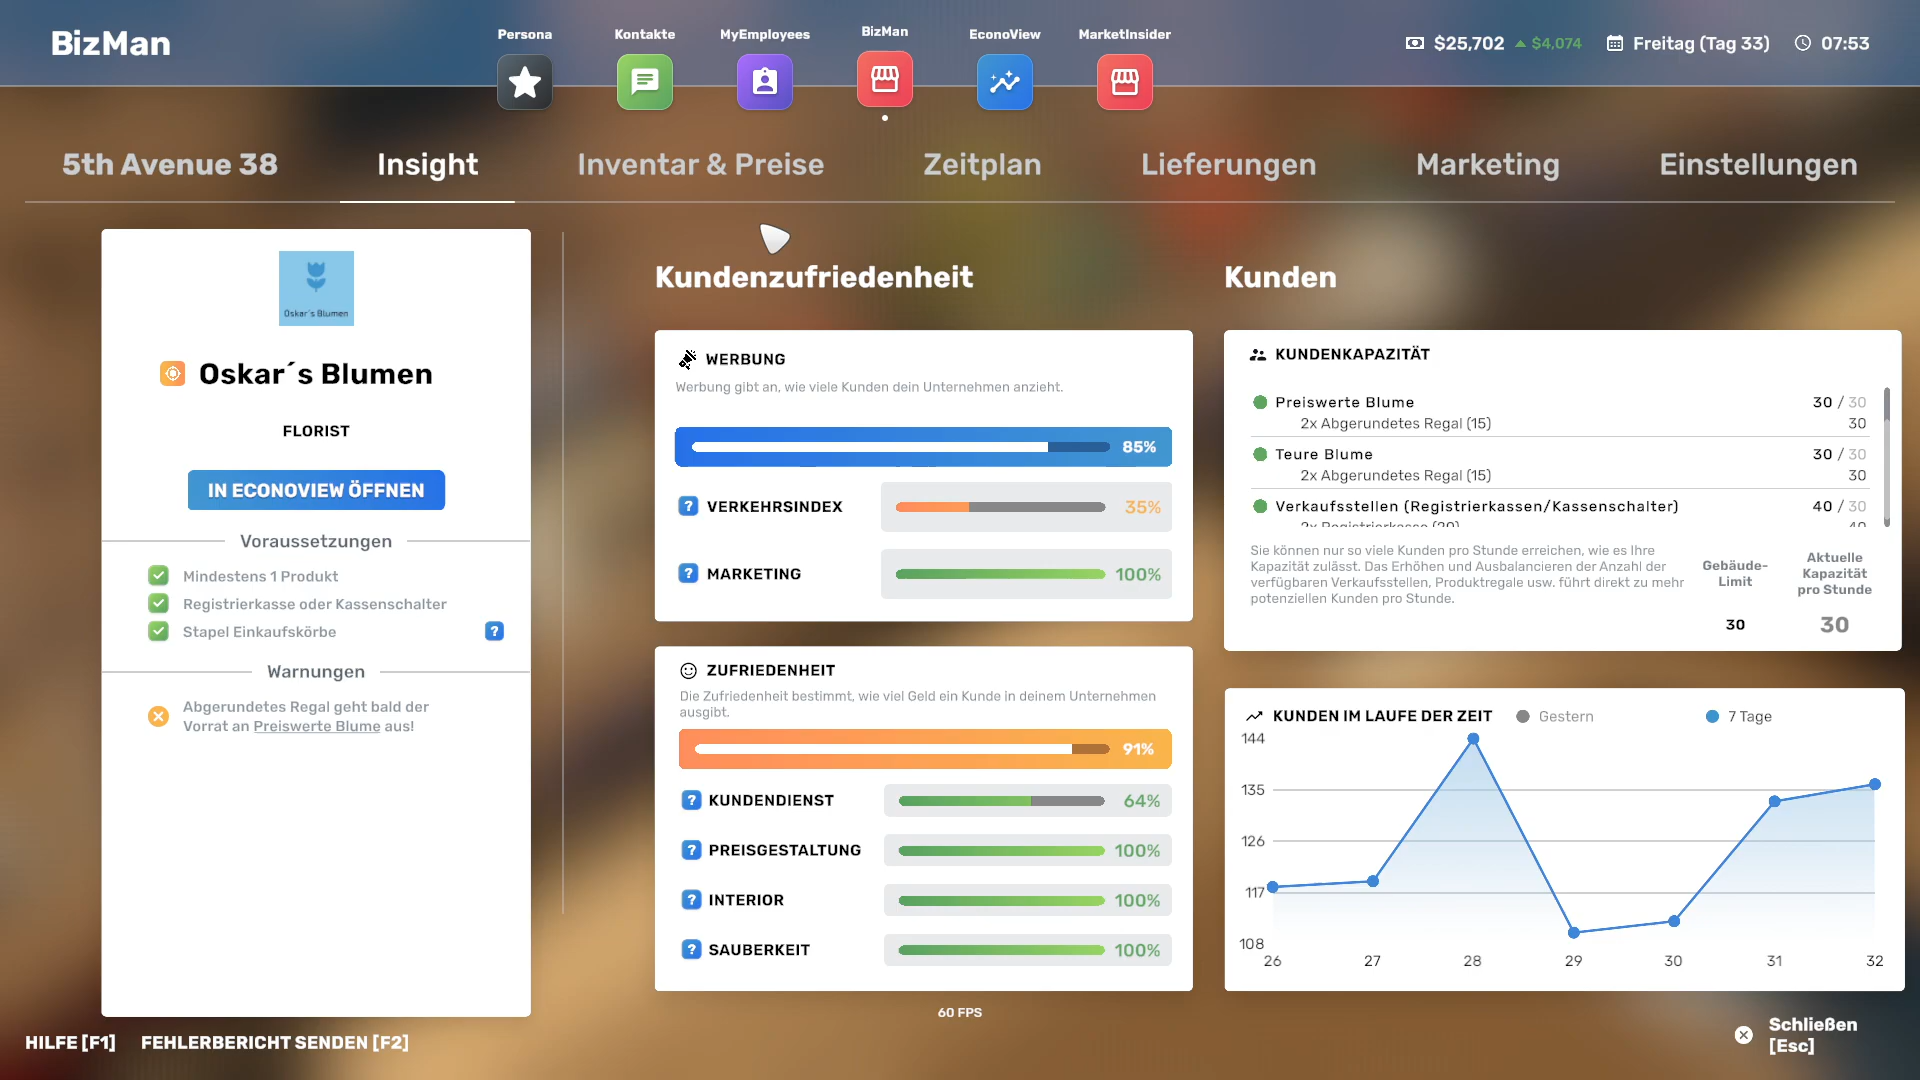 BizMan
Persona
Kontakte
MyEmployees
BizMan
EconoView
MarketInsider
$25,702
$4,074
Freitag (Tag 33)
07:53
5th Avenue 38
Insight
Inventar & Preise
Zeitplan
Lieferungen
Marketing
Einstellungen
Oskar´s Blumen
Oskar´s Blumen
FLORIST
IN ECONOVIEW ÖFFNEN
Voraussetzungen
Mindestens 1 Produkt
Registrierkasse oder Kassenschalter
Stapel Einkaufskörbe
?
Warnungen
Abgerundetes Regal geht bald der
Vorrat an Preiswerte Blume aus!
Kundenzufriedenheit
WERBUNG
Werbung gibt an, wie viele Kunden dein Unternehmen anzieht.
85%
? VERKEHRSINDEX 35%
? MARKETING 100%
ZUFRIEDENHEIT
Die Zufriedenheit bestimmt, wie viel Geld ein Kunde in deinem Unternehmen
ausgibt.
91%
? KUNDENDIENST 64%
? PREISGESTALTUNG 100%
? INTERIOR 100%
? SAUBERKEIT 100%
Kunden
KUNDENKAPAZITÄT
Preiswerte Blume 30 / 30
2x Abgerundetes Regal (15) 30
Teure Blume 30 / 30
2x Abgerundetes Regal (15) 30
Verkaufsstellen (Registrierkassen/Kassenschalter) 40 / 30
2x Registrierkasse (20) 40
Sie können nur so viele Kunden pro Stunde erreichen, wie es Ihre
Kapazität zulässt. Das Erhöhen und Ausbalancieren der Anzahl der
verfügbaren Verkaufsstellen, Produktregale usw. führt direkt zu mehr
potenziellen Kunden pro Stunde.
Gebäude-
Limit
30
Aktuelle
Kapazität
pro Stunde
30
KUNDEN IM LAUFE DER ZEIT
Gestern
7 Tage
144
135
126
117
108
26 27 28 29 30 31 32
60 FPS
HILFE [F1]
FEHLERBERICHT SENDEN [F2]
Schließen
[Esc]